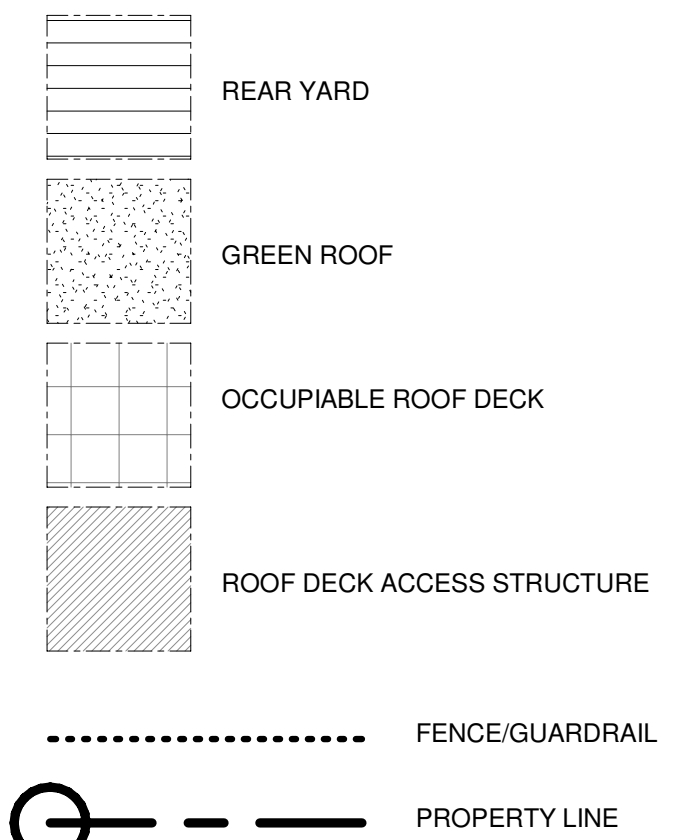 REAR YARD
GREEN ROOF
OCCUPIABLE ROOF DECK
ROOF DECK ACCESS STRUCTURE
FENCE/GUARDRAIL
PROPERTY LINE